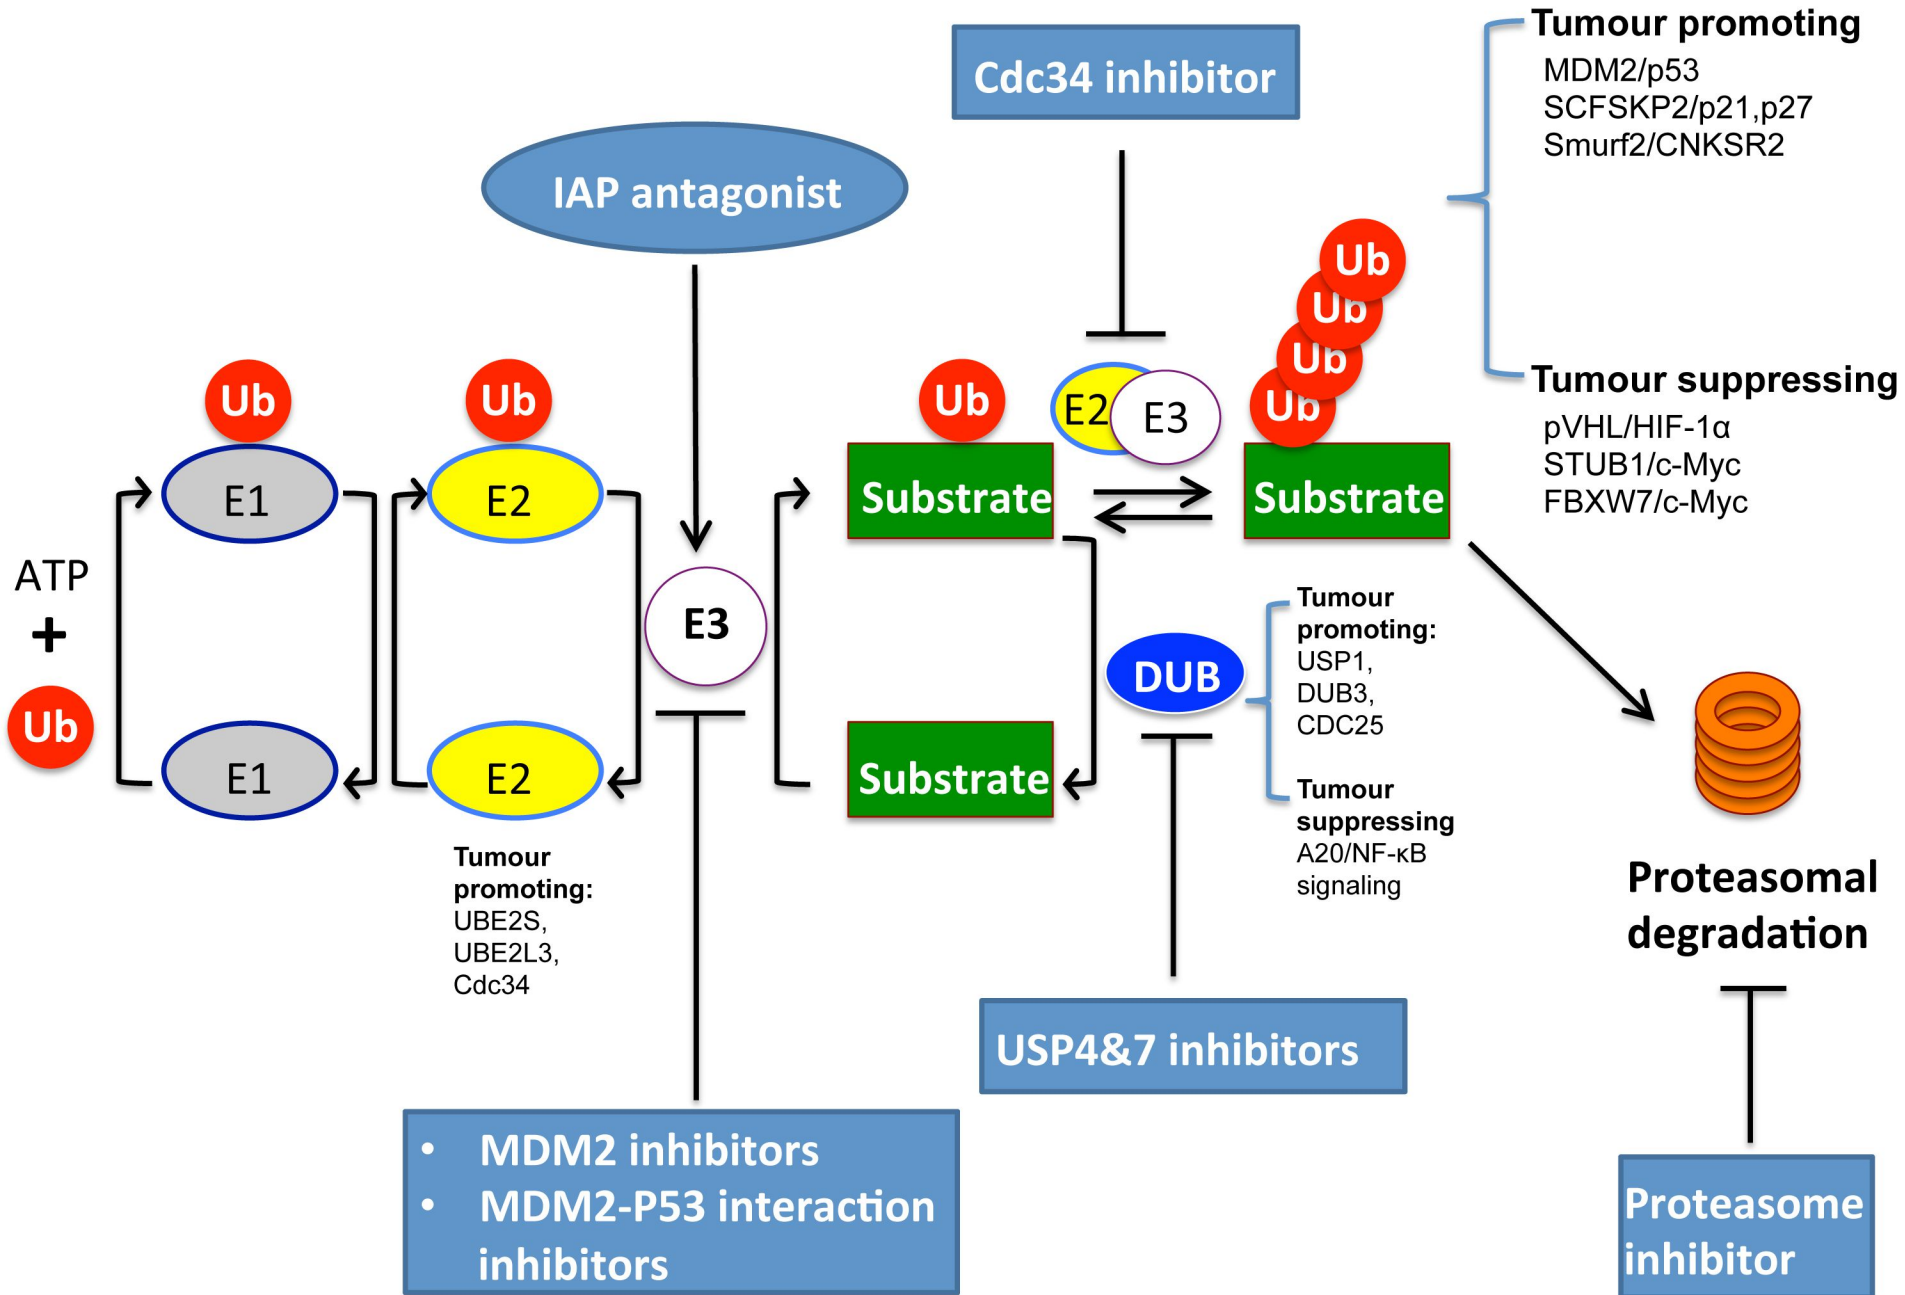 Tumour promoting
MDM2/p53
SCFSKP2/p21,p27
Smurf2/CNKSR2
Cdc34 inhibitor
IAP antagonist
Ub
Ub
Ub
Ub
Ub
Ub
Ub
E1
E2
E2
E3
Substrate
Substrate
Tumour suppressing
pVHL/HIF-1α
STUB1/c-Myc
FBXW7/c-Myc
ATP
+
Ub
E3
E1
E2
Substrate
DUB
Tumour
promoting:
USP1,
DUB3,
CDC25
Tumour
suppressing
A20/NF-κB
signaling
Tumour
promoting:
UBE2S,
UBE2L3,
Cdc34
Proteasomal
degradation
USP4&7 inhibitors
• MDM2 inhibitors
• MDM2-P53 interaction
inhibitors
Proteasome
inhibitor